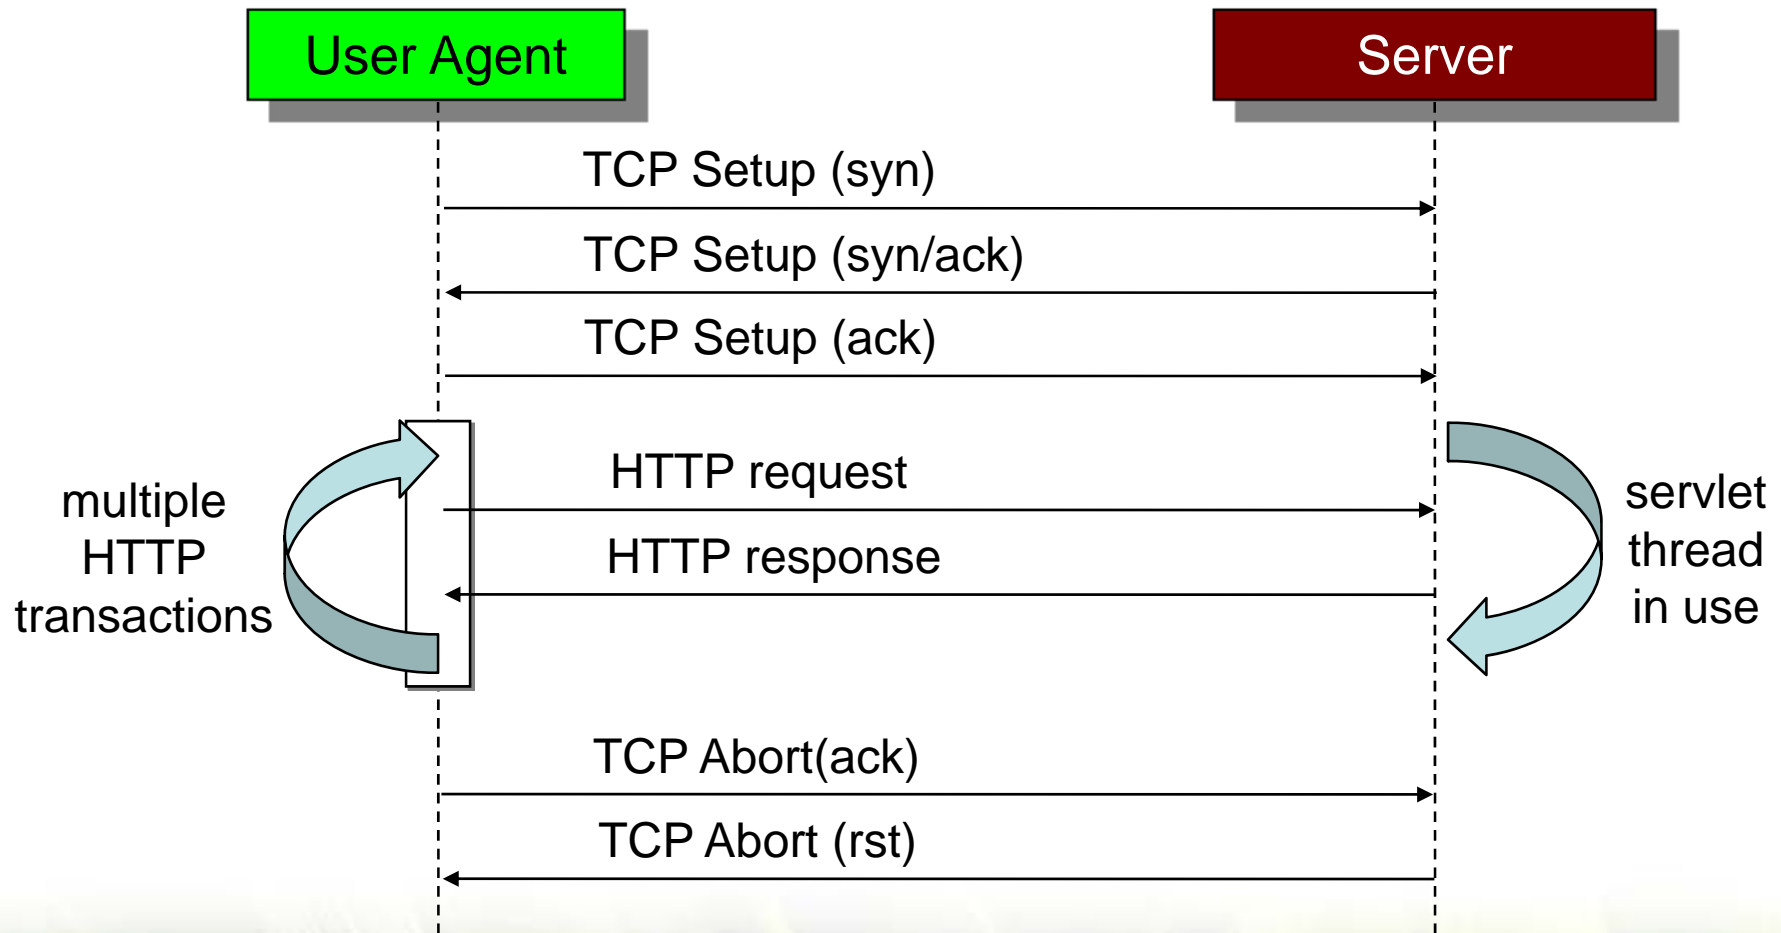 User Agent
Server
TCP Setup (syn)
TCP Setup (syn/ack)
TCP Setup (ack)
multiple
HTTP
transactions
HTTP request
HTTP response
servlet
thread
in use
TCP Abort(ack)
TCP Abort (rst)